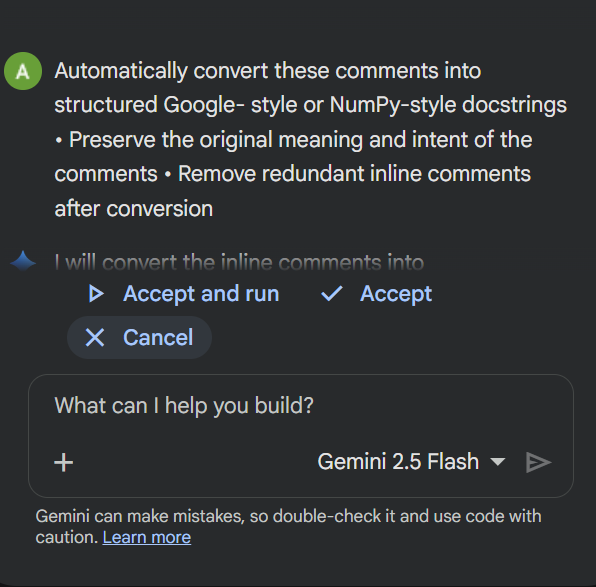 A
Automatically convert these comments into
structured Google- style or NumPy-style docstrings
• Preserve the original meaning and intent of the
comments • Remove redundant inline comments
after conversion
I will convert the inline comments into
Accept and run
Accept
Cancel
What can I help you build?
Gemini 2.5 Flash
Gemini can make mistakes, so double-check it and use code with
caution. Learn more